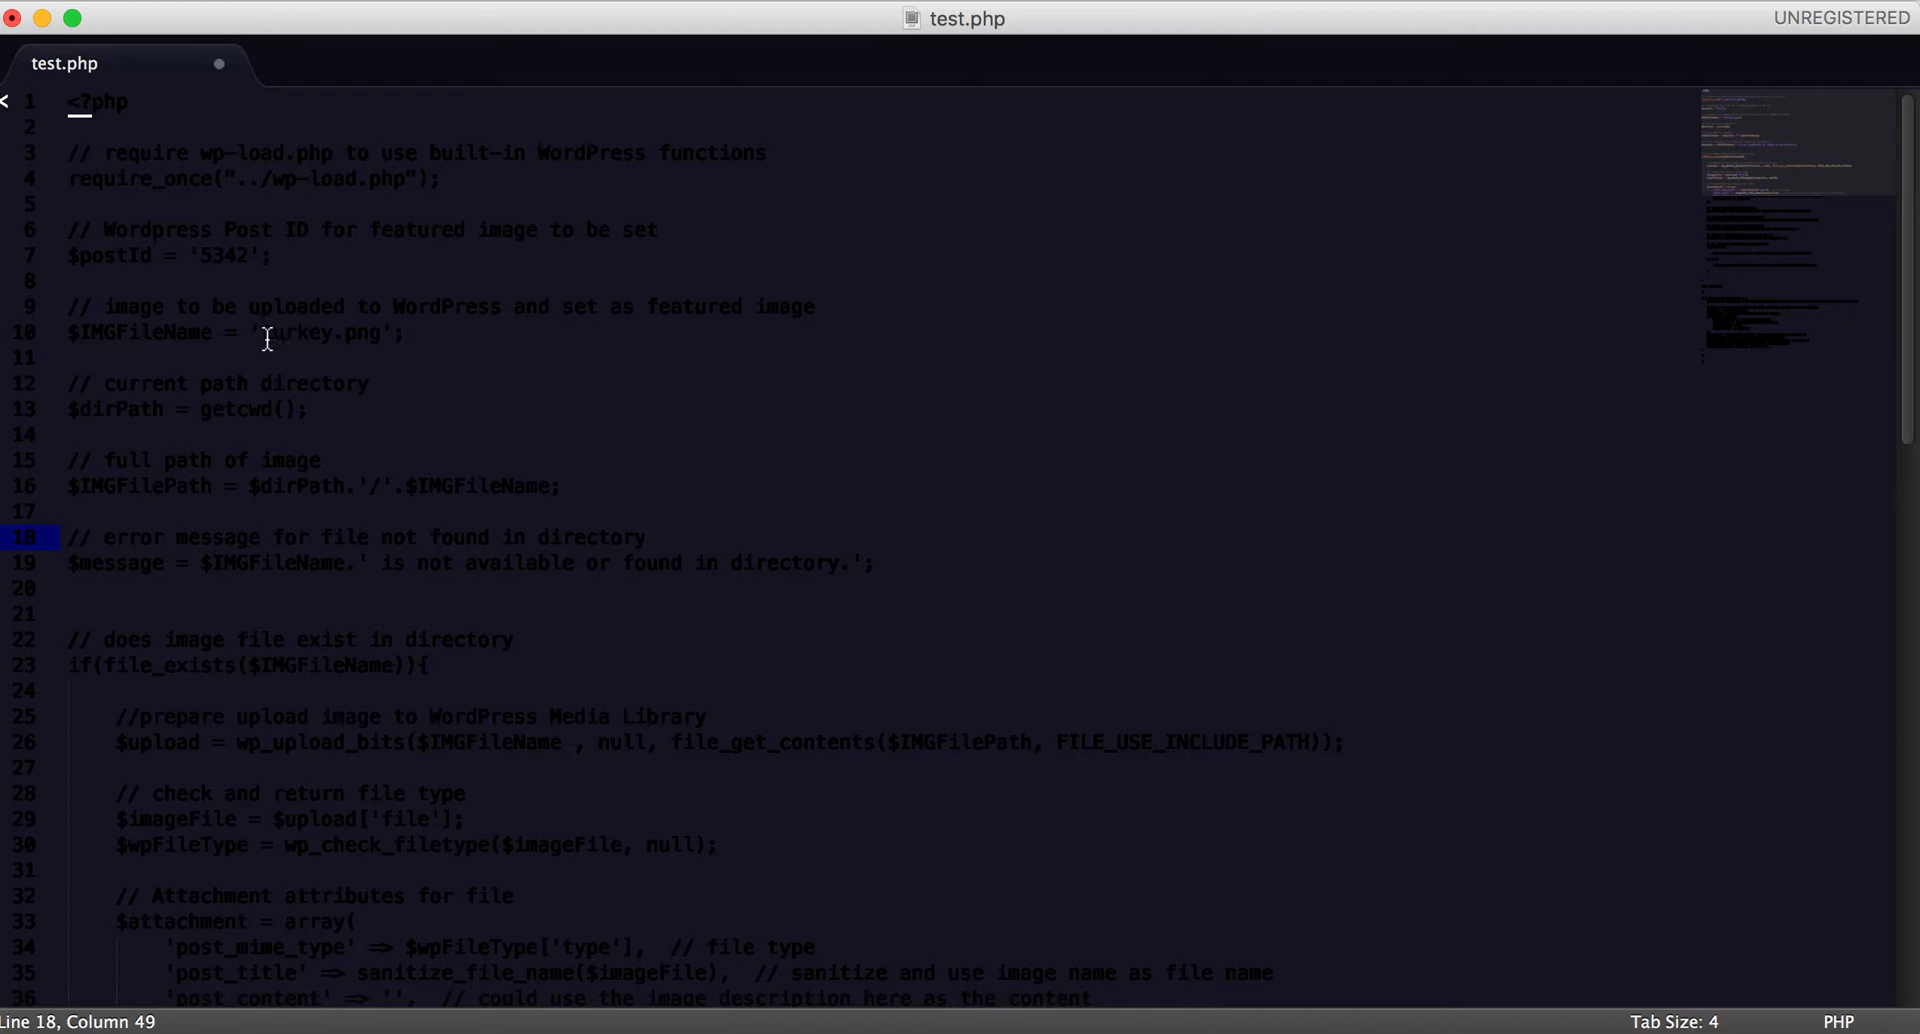 test.php
UNREGISTERED
test.php
<
1 <?php
2
3 // require wp-load.php to use built-in WordPress functions
4 require_once("../wp-load.php");
5
6 // Wordpress Post ID for featured image to be set
7 $postId = '5342';
8
9 // image to be uploaded to WordPress and set as featured image
10 $IMGFileName = 'turkey.png';
11
12 // current path directory
13 $dirPath = getcwd();
14
15 // full path of image
16 $IMGFilePath = $dirPath.'/'.$IMGFileName;
17
18 // error message for file not found in directory
19 $message = $IMGFileName.' is not available or found in directory.';
20
21
22 // does image file exist in directory
23 if(file_exists($IMGFileName)){
24
25 //prepare upload image to WordPress Media Library
26 $upload = wp_upload_bits($IMGFileName , null, file_get_contents($IMGFilePath, FILE_USE_INCLUDE_PATH));
27
28 // check and return file type
29 $imageFile = $upload['file'];
30 $wpFileType = wp_check_filetype($imageFile, null);
31
32 // Attachment attributes for file
33 $attachment = array(
34 'post_mime_type' => $wpFileType['type'],  // file type
35 'post_title' => sanitize_file_name($imageFile),  // sanitize and use image name as file name
36 'post_content' => '',  // could use the image description here as the content
Line 18, Column 49
Tab Size: 4
PHP